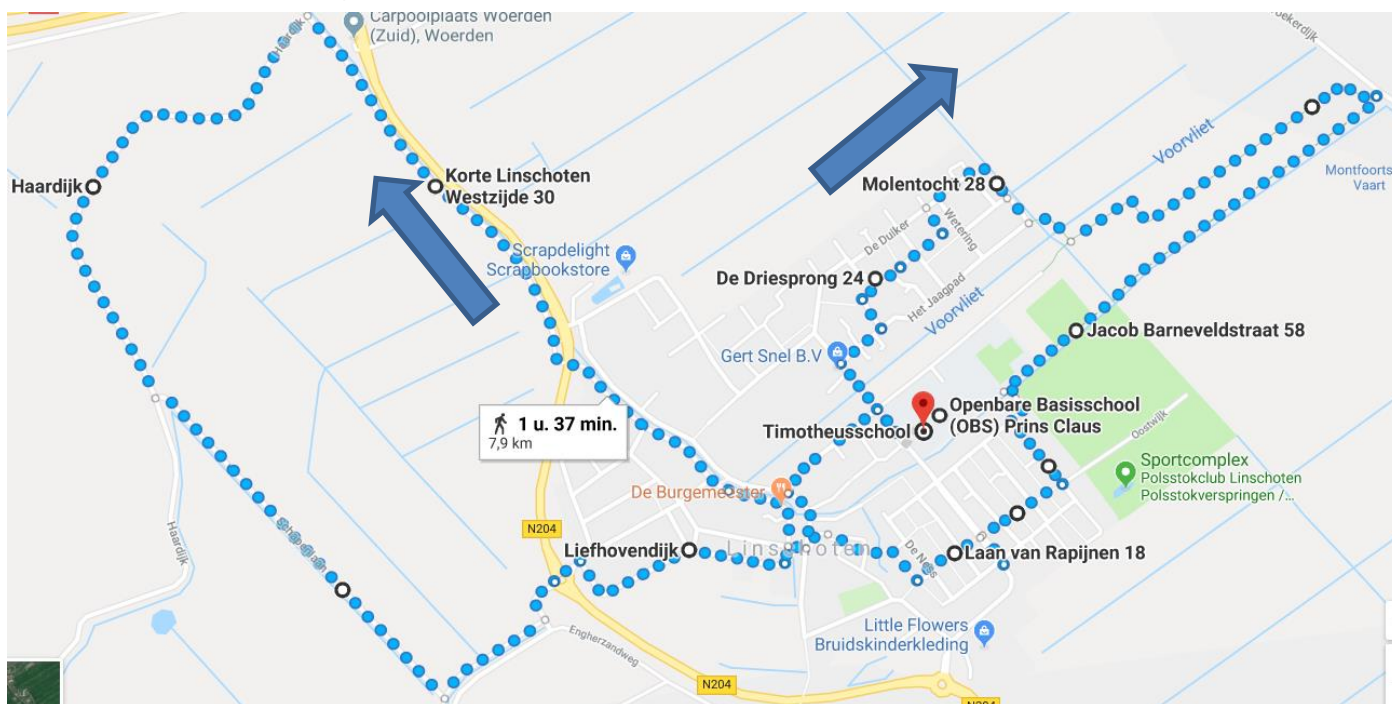 Carpoolplaats Woerden
(Zuid), Woerden
Haardijk
Haardijk
Korte Linschoten
Westzijde 30
Molentocht 28
Voorvliet
Montfoorts
Vaart
Scrapdelight
Scrapbookstore
De Duiker
Wetering
De Driesprong 24
Het Jaagpad
Voorvliet
Jacob Barneveldstraat 58
Gert Snel B.V
1 u. 37 min.
7,9 km
Timotheusschool
Openbare Basisschool
(OBS) Prins Claus
Oostwijk
Sportcomplex
Polsstokclub Linschoten
Polsstokverspringen /...
De Burgemeester
N204
Haardijk
Liefhovendijk
Linschoten
De Nes
Laan van Rapijnen 18
Engherzandweg
Little Flowers
Bruidskinderkleding
N204
N204